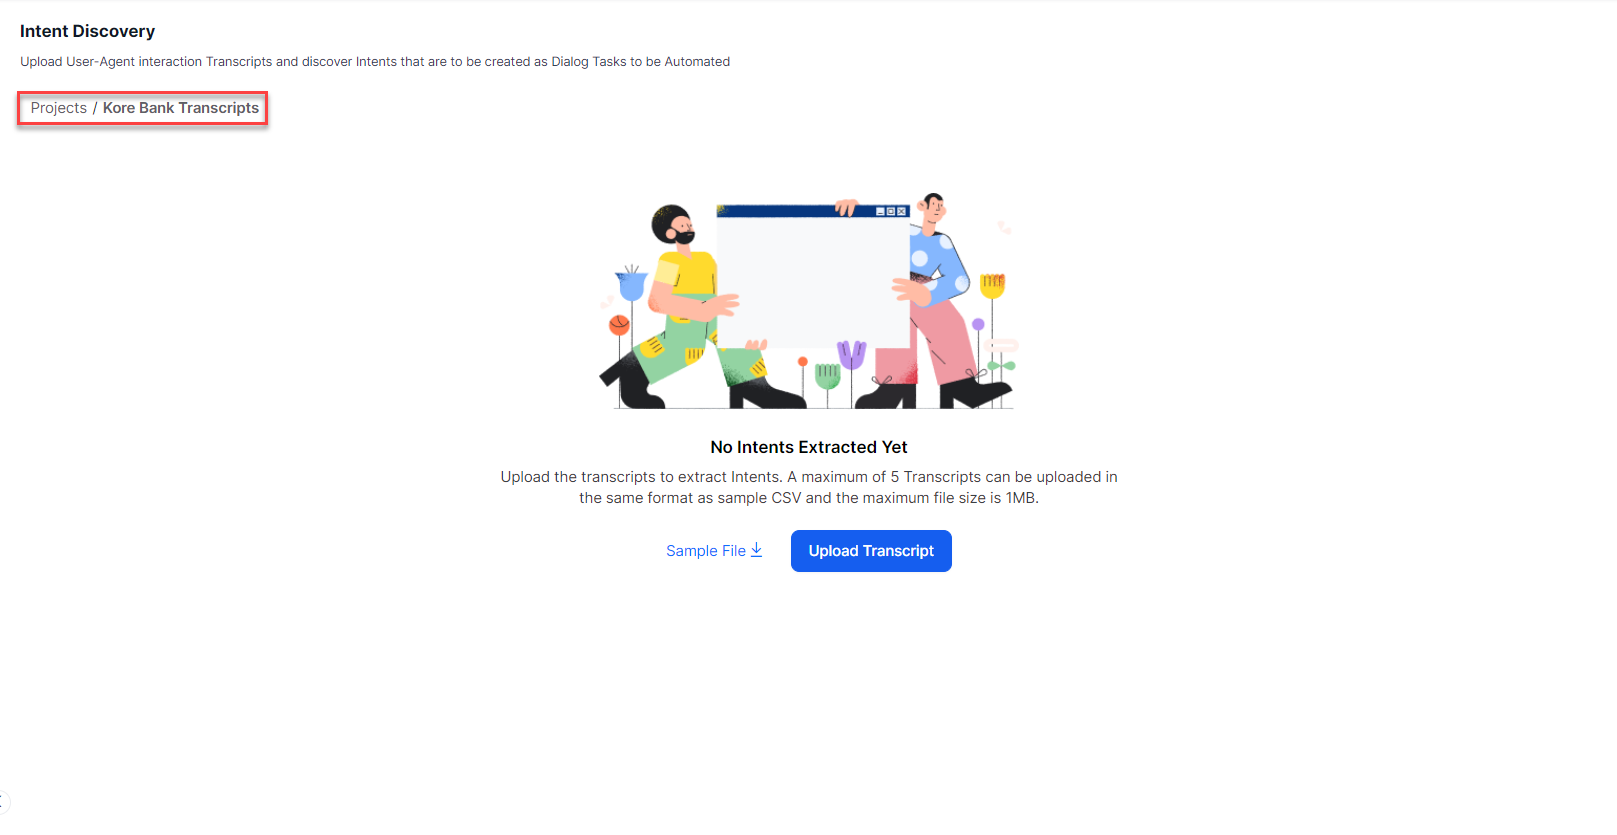 Intent Discovery
Upload User-Agent interaction Transcripts and discover Intents that are to be created as Dialog Tasks to be Automated
Projects / Kore Bank Transcripts
No Intents Extracted Yet
Upload the transcripts to extract Intents. A maximum of 5 Transcripts can be uploaded in
the same format as sample CSV and the maximum file size is 1MB.
Sample File
Upload Transcript